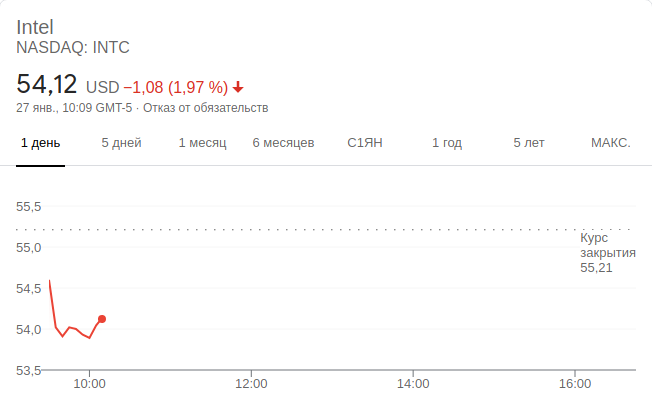 Intel
NASDAQ: INTC
54,12 USD −1,08 (1,97 %)
27 янв., 10:09 GMT-5 · Отказ от обязательств
1 день 5 дней 1 месяц 6 месяцев С1ЯН 1 год 5 лет МАКС.
55,5
Курс
закрытия
55,21
55,0
54,5
54,0
53,5
10:00 12:00 14:00 16:00